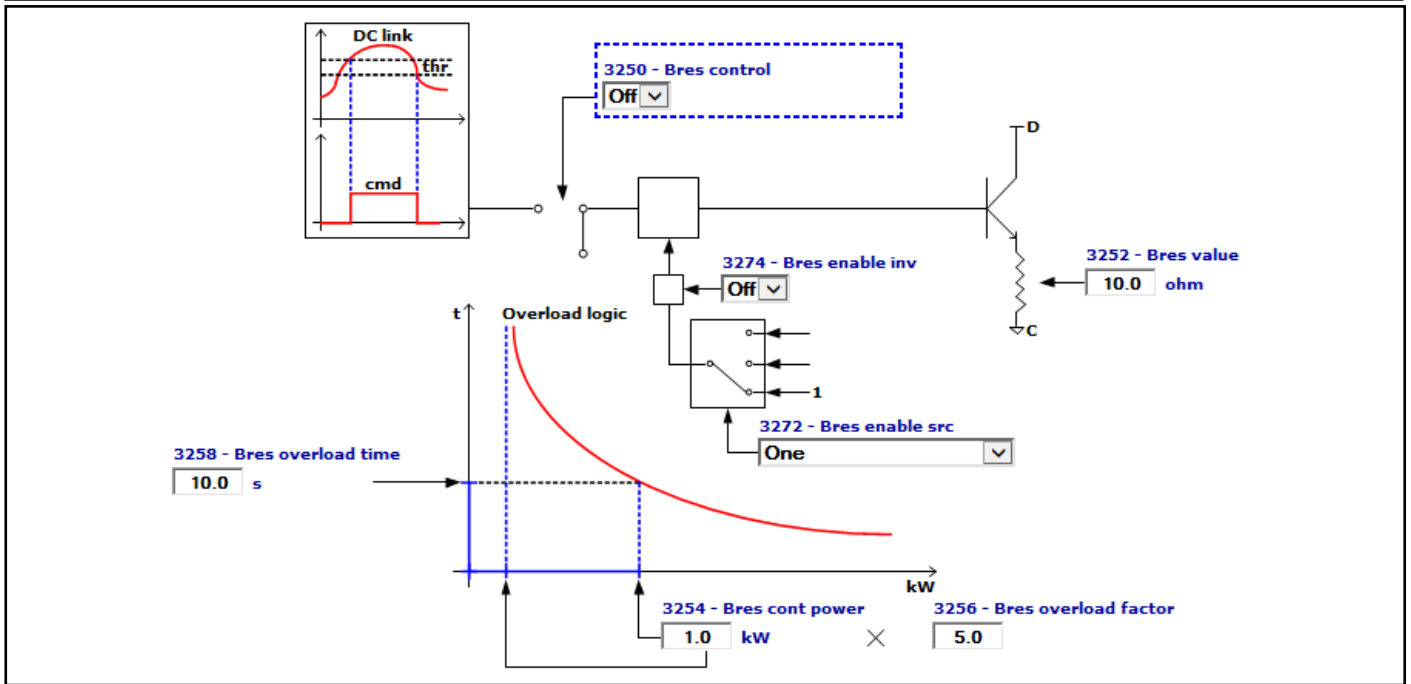 DC link
thr
cmd
3250 - Bres control
Off
D
3274 - Bres enable inv
Off
3252 - Bres value
10.0 ohm
C
t
Overload logic
1
3272 - Bres enable src
One
3258 - Bres overload time
10.0 s
kW
3254 - Bres cont power
1.0 kW
3256 - Bres overload factor
5.0